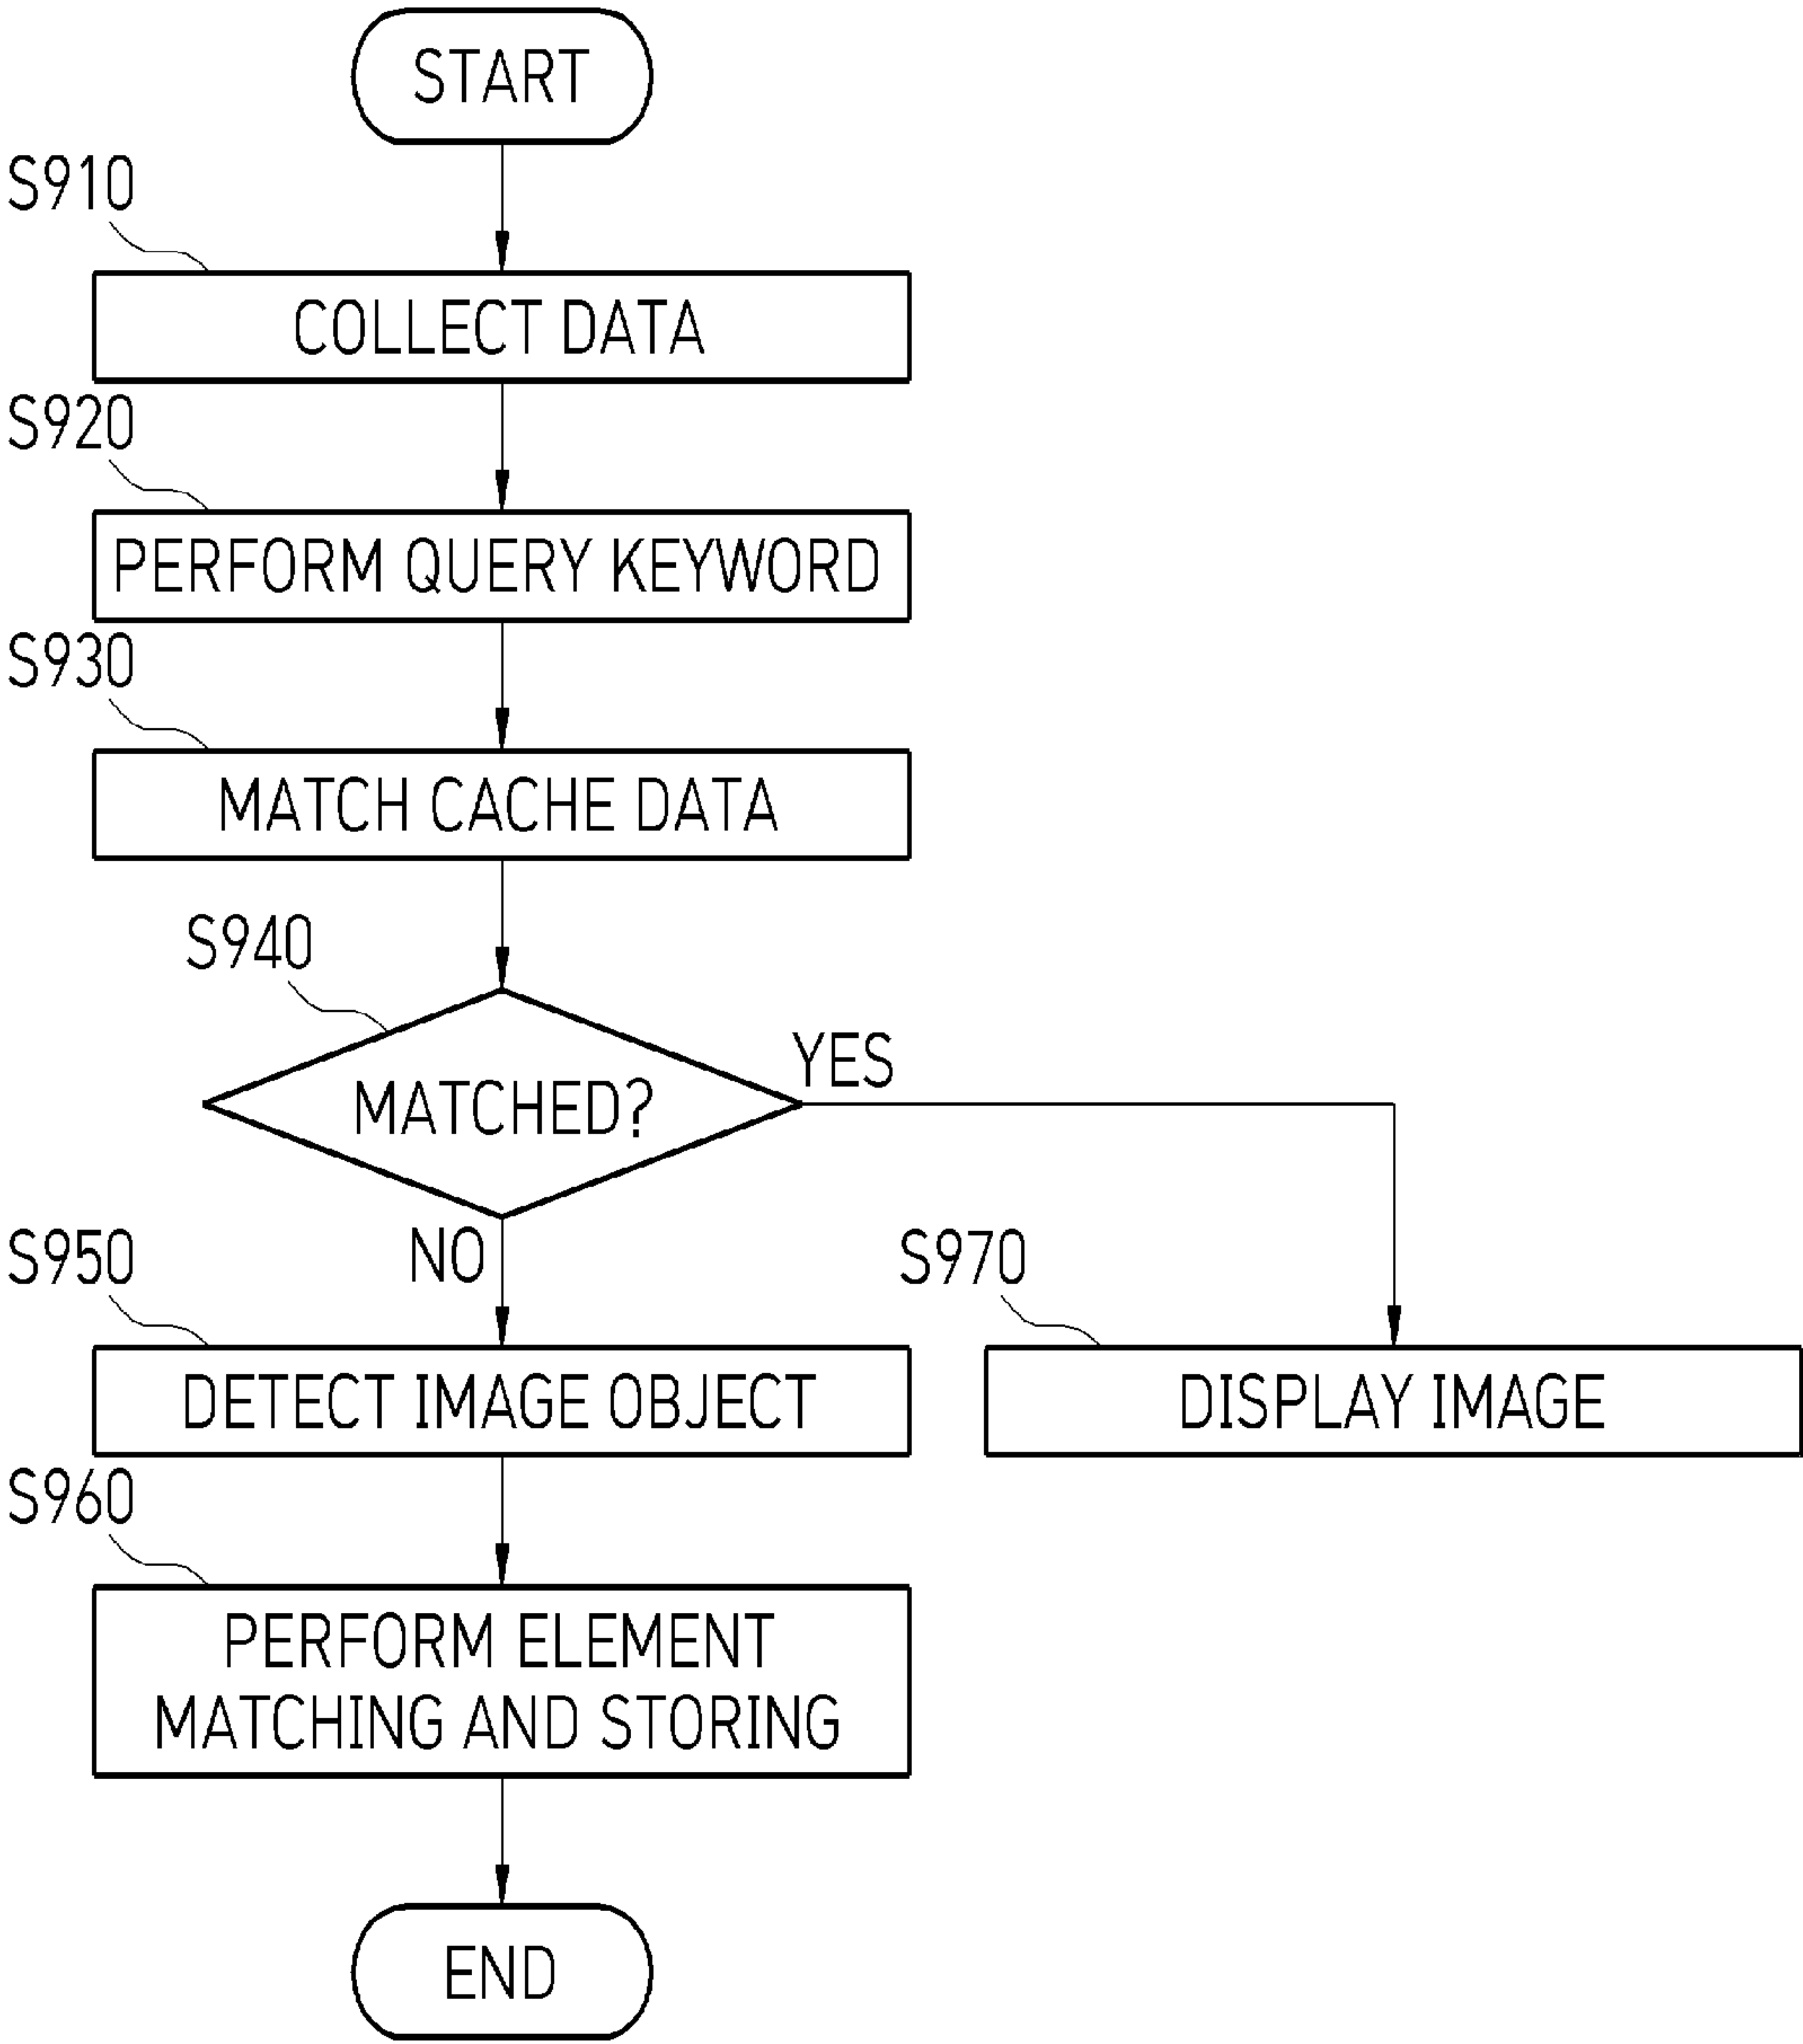 START
S910
COLLECT DATA
S920
PERFORM QUERY KEYWORD
S930
MATCH CACHE DATA
S940
MATCHED?
YES
NO
S950
DETECT IMAGE OBJECT
S970
DISPLAY IMAGE
S960
PERFORM ELEMENT
MATCHING AND STORING
END